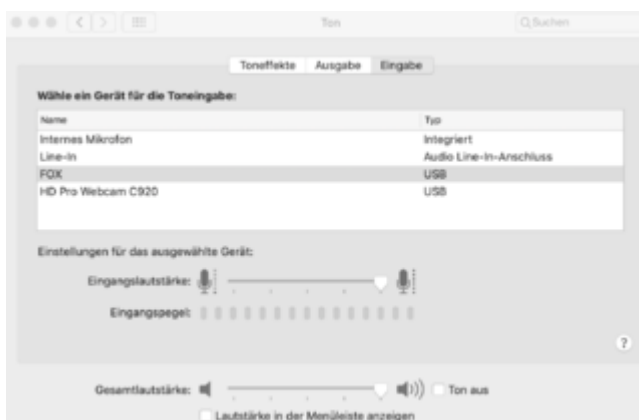 Ton
Suchen
Toneffekte Ausgabe Eingabe
Wähle ein Gerät für die Toneingabe:
Name Typ
Internes Mikrofon Integriert
Line-In Audio Line-In-Anschluss
FOX USB
HD Pro Webcam C920 USB
Einstellungen für das ausgewählte Gerät:
Eingangslautstärke:
Eingangspegel:
?
Gesamtlautstärke: Ton aus
Lautstärke in der Menüleiste anzeigen